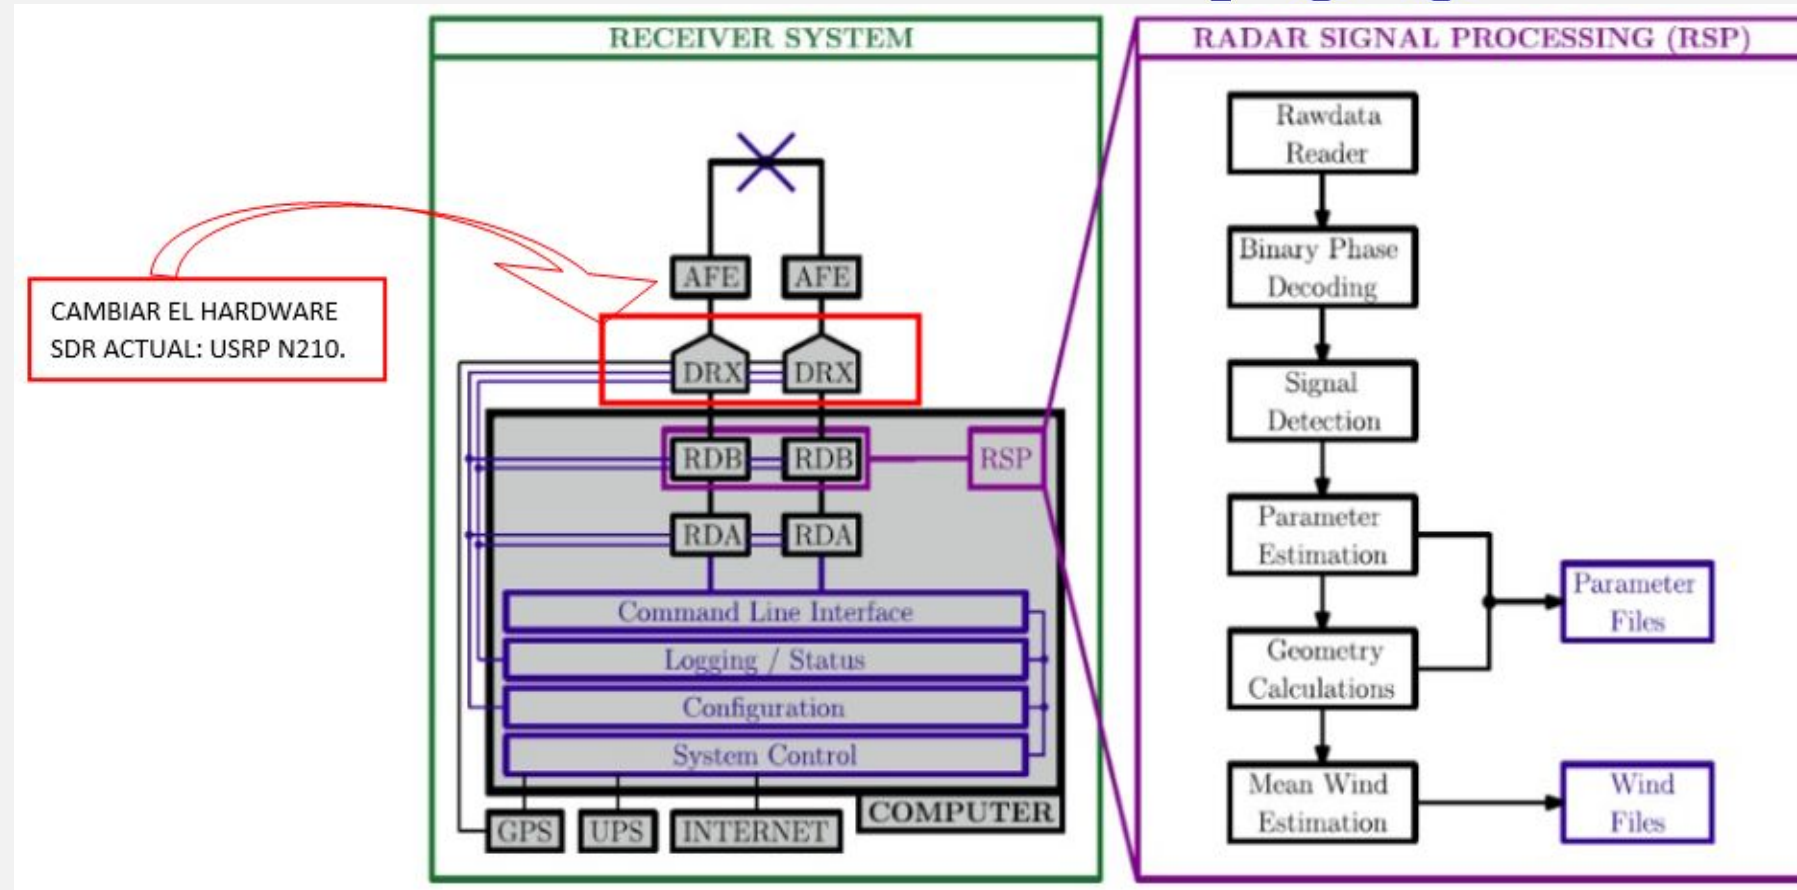 RECEIVER SYSTEM
CAMBIAR EL HARDWARE
SDR ACTUAL: USRP N210.
AFE
AFE
DRX
DRX
RDB
RDB
RSP
RDA
RDA
Command Line Interface
Logging / Status
Configuration
System Control
COMPUTER
GPS
UPS
INTERNET
RADAR SIGNAL PROCESSING (RSP)
Rawdata
Reader
Binary Phase
Decoding
Signal
Detection
Parameter
Estimation
Parameter
Files
Geometry
Calculations
Mean Wind
Estimation
Wind
Files